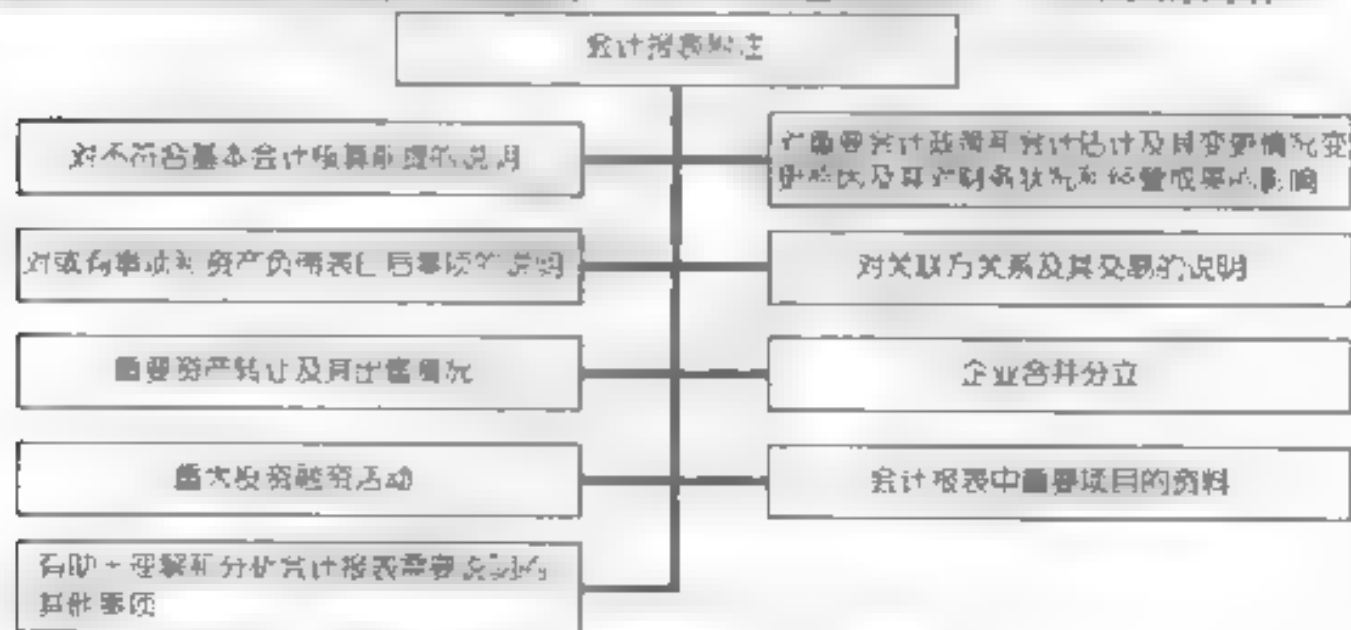 会计报表附注
对不符合基本会计核算前提的说明
对重要会计政策和会计估计及其变更情况变
更原因及其对财务状况和经营成果的影响
对或有事项和资产负债表日后事项的说明
对关联方关系及其交易的说明
重要资产转让及其出售情况
企业合并分立
重大投资融资活动
会计报表中重要项目的资料
有助于理解和分析会计报表需要说明的
其他事项